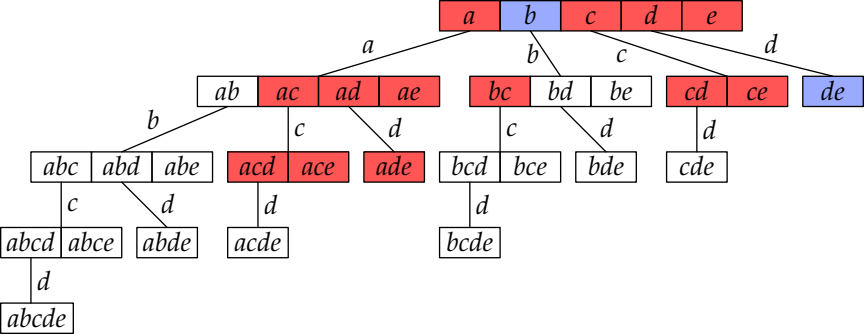 a b c d e
a b c d
ab ac ad ae bc bd be cd ce de
b c d c d d
abc abd abe acd ace ade bcd bce bde cde
c d d d
abcd abce abde acde bcde
d
abcde